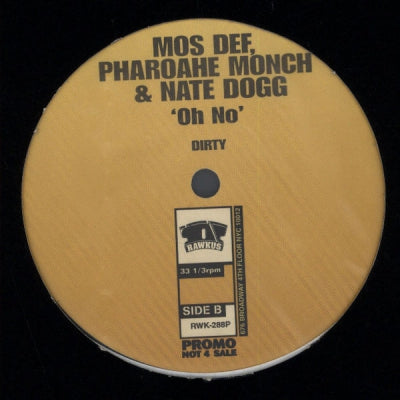 MOS DEF,
PHAROAHE MONCH
& NATE DOGG
'Oh No'
DIRTY
RAWKUS
33 1/3rpm
SIDE B
RWK-288P
676 BROADWAY 4TH FLOOR NYC 10012
PROMO
NOT 4 SALE